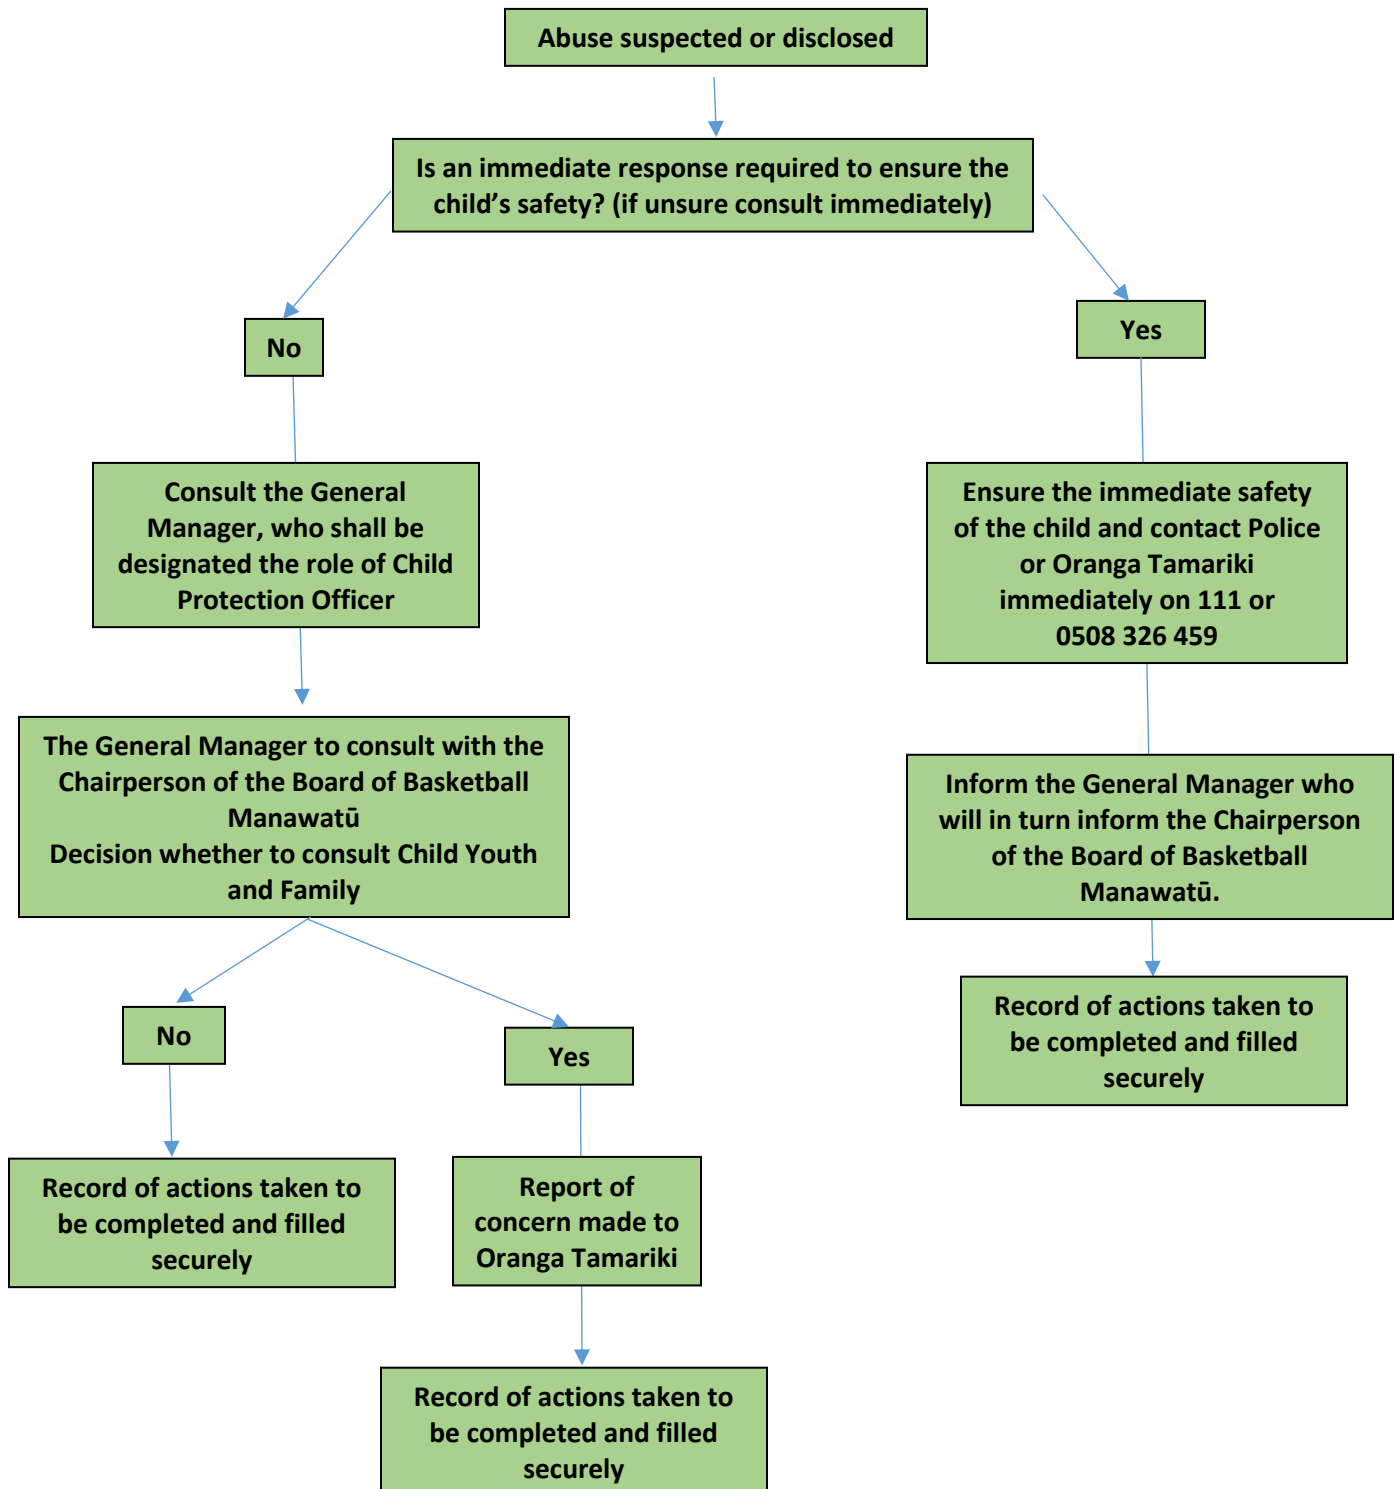 Abuse suspected or disclosed
Is an immediate response required to ensure the
child’s safety? (if unsure consult immediately)
No
Yes
Consult the General
Manager, who shall be
designated the role of Child
Protection Officer
Ensure the immediate safety
of the child and contact Police
or Oranga Tamariki
immediately on 111 or
0508 326 459
The General Manager to consult with the
Chairperson of the Board of Basketball
Manawatū
Decision whether to consult Child Youth
and Family
Inform the General Manager who
will in turn inform the Chairperson
of the Board of Basketball
Manawatū.
No
Yes
Record of actions taken to
be completed and filled
securely
Record of actions taken to
be completed and filled
securely
Report of
concern made to
Oranga Tamariki
Record of actions taken to
be completed and filled
securely